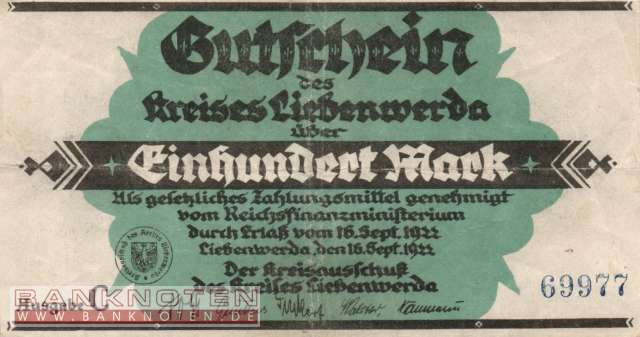 Gutschein
des
Kreises Liebenwerda
über
Einhundert Mark
Als gesetzliches Zahlungsmittel genehmigt
vom Reichsfinanzministerium
durch Erlaß vom 16. Sept. 1922
Liebenwerda den 16. Sept. 1922
Der Kreisausschuß
des Kreises Liebenwerda
69977
Ausgabe C
BANKNOTEN
WWW.BANKNOTEN.DE